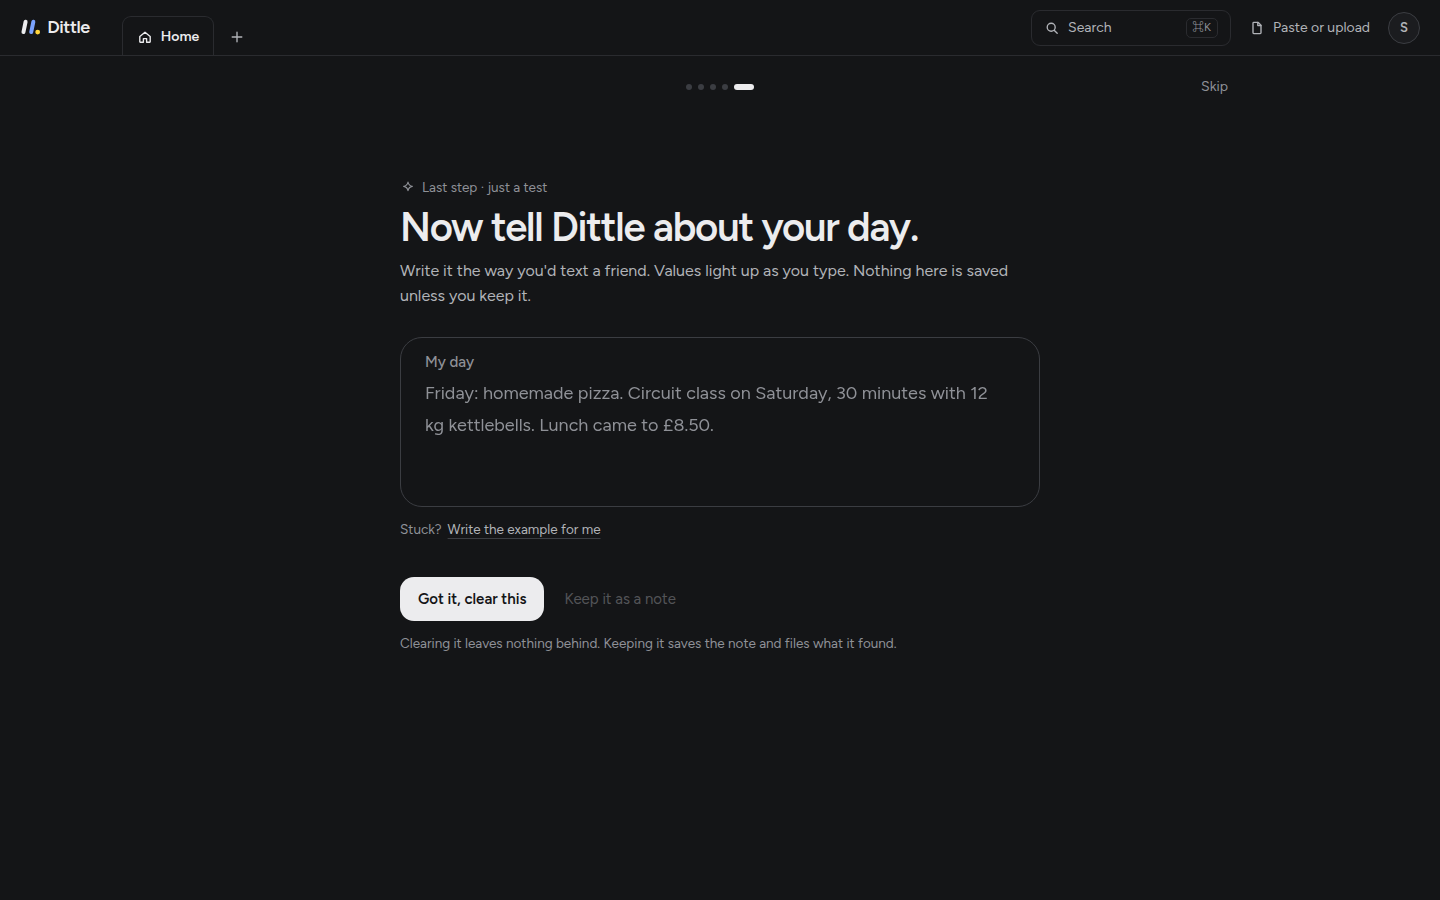 Dittle
Home
Search
⌘K
Paste or upload
S
Skip
Last step · just a test
Now tell Dittle about your day.
Write it the way you'd text a friend. Values light up as you type. Nothing here is saved
unless you keep it.
My day
Friday: homemade pizza. Circuit class on Saturday, 30 minutes with 12
kg kettlebells. Lunch came to £8.50.
Stuck? Write the example for me
Got it, clear this
Keep it as a note
Clearing it leaves nothing behind. Keeping it saves the note and files what it found.